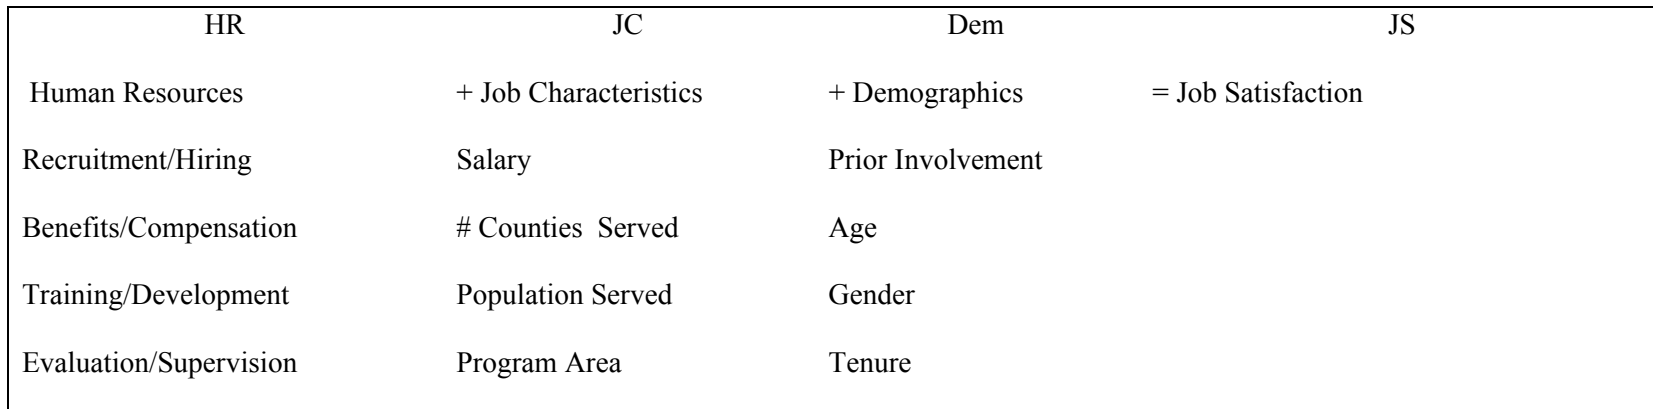 HR JC Dem JS
Human Resources + Job Characteristics + Demographics = Job Satisfaction
Recruitment/Hiring Salary Prior Involvement
Benefits/Compensation # Counties Served Age
Training/Development Population Served Gender
Evaluation/Supervision Program Area Tenure